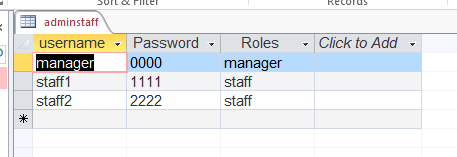 Sort & Filter Records
adminstaff
username Password Roles Click to Add
manager 0000 manager
staff1 1111 staff
staff2 2222 staff
*